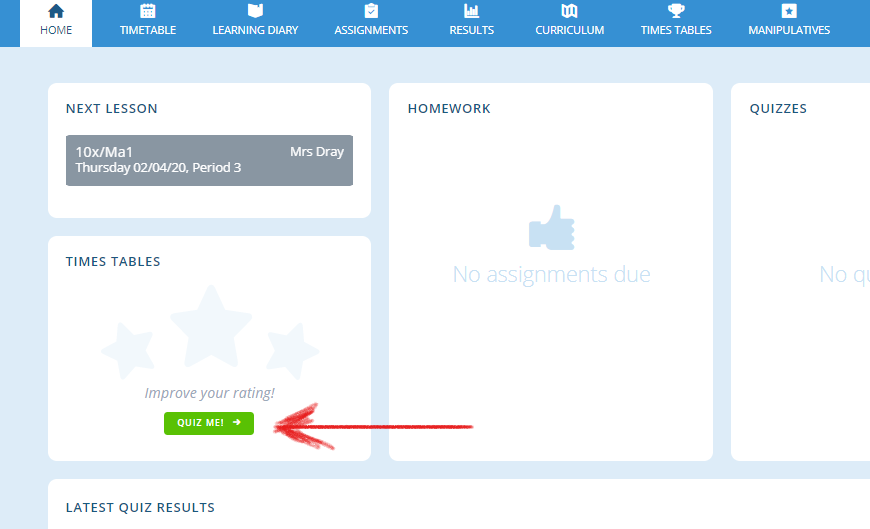 HOME
TIMETABLE
LEARNING DIARY
ASSIGNMENTS
RESULTS
CURRICULUM
TIMES TABLES
MANIPULATIVES
NEXT LESSON
10x/Ma1
Mrs Dray
Thursday 02/04/20, Period 3
HOMEWORK
No assignments due
QUIZZES
No
TIMES TABLES
Improve your rating!
QUIZ ME!
LATEST QUIZ RESULTS